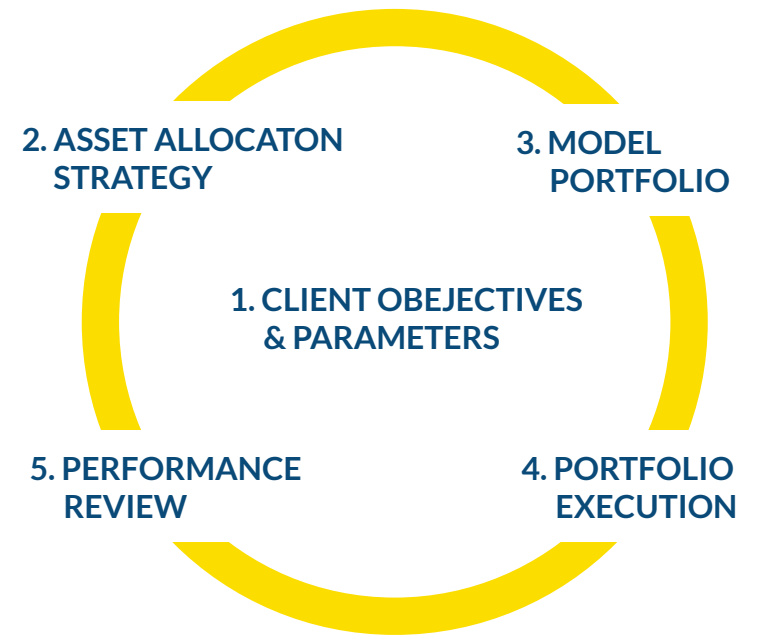 1. CLIENT OBEJECTIVES
& PARAMETERS
2. ASSET ALLOCATON
STRATEGY
3. MODEL
PORTFOLIO
4. PORTFOLIO
EXECUTION
5. PERFORMANCE
REVIEW